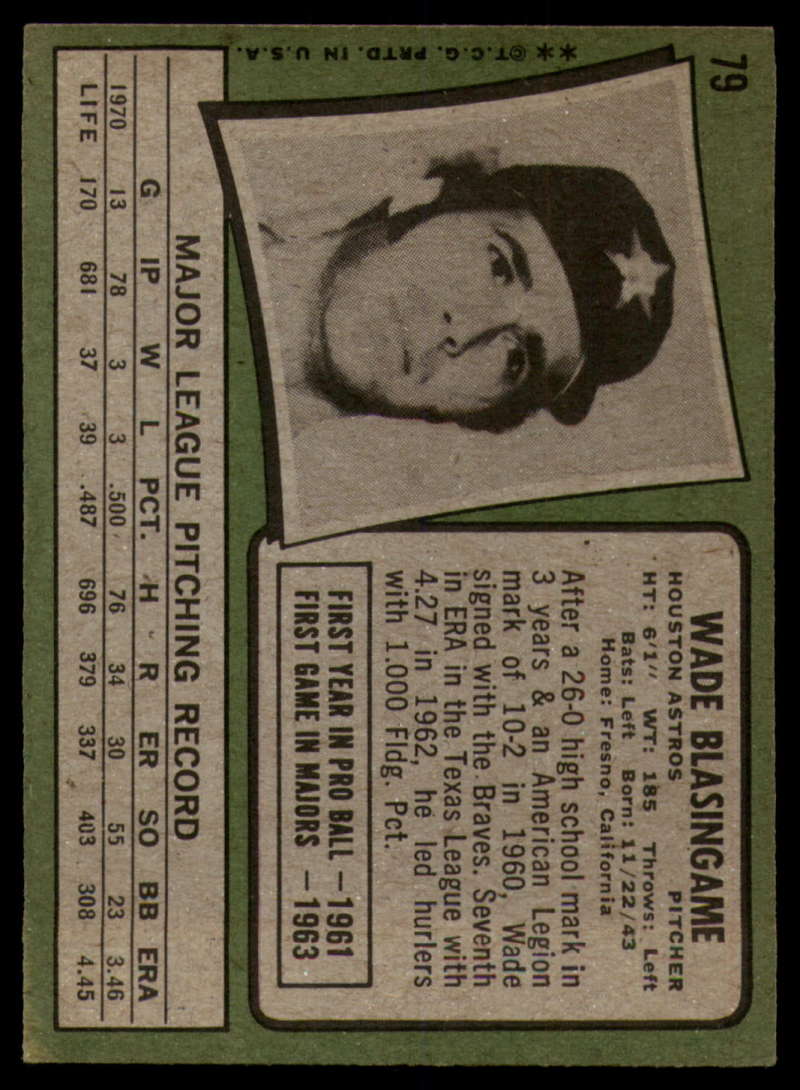 79
**©T.C.G. PRTD. IN U.S.A.
WADE BLASINGAME
HOUSTON ASTROS PITCHER
HT: 6'1" WT: 185 Throws: Left
Bats: Left Born: 11/22/43
Home: Fresno, California
After a 26-0 high school mark in
3 years & an American Legion
mark of 10-2 in 1960, Wade
signed with the Braves. Seventh
in ERA in the Texas League with
4.27 in 1962, he led hurlers
with 1.000 Fldg. Pct.
FIRST YEAR IN PRO BALL—1961
FIRST GAME IN MAJORS —1963
MAJOR LEAGUE PITCHING RECORD
G IP W L PCT. H R ER SO BB ERA
1970 13 78 3 3 .500 76 34 30 55 23 3.46
LIFE 170 681 37 39 .487 696 379 337 403 308 4.45